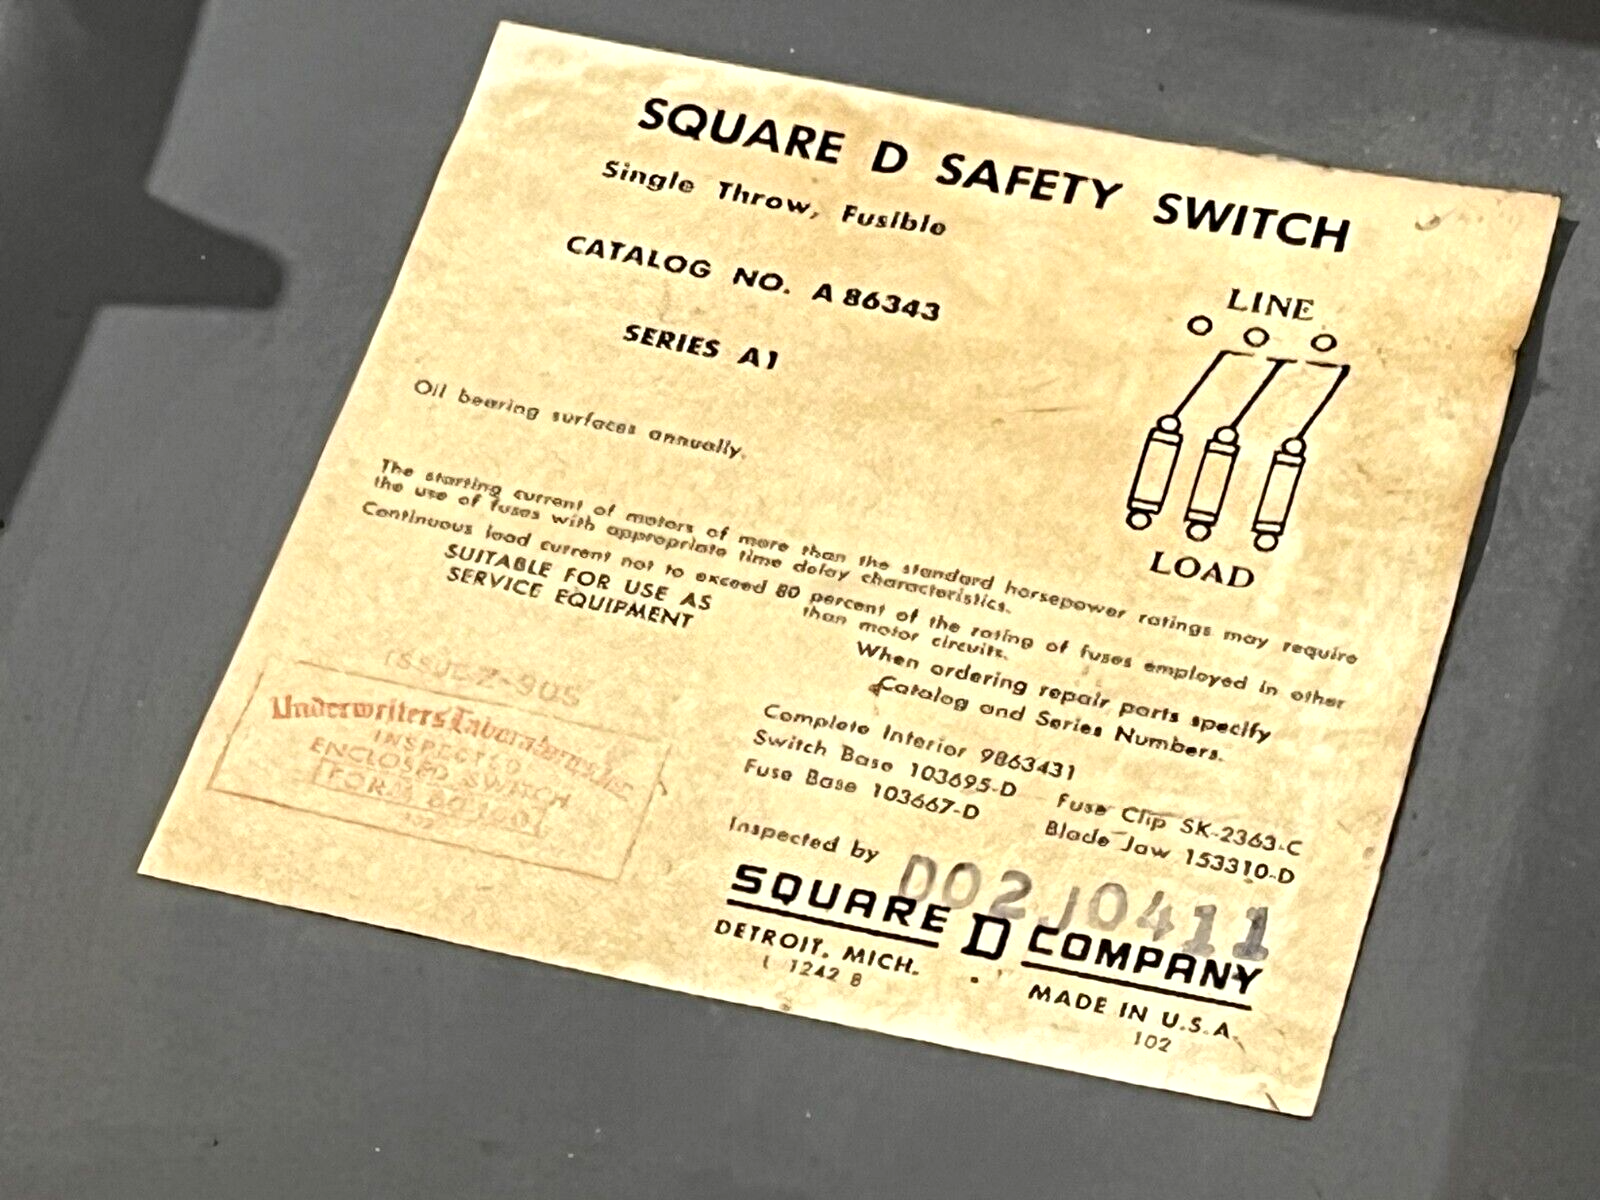 SQUARE D SAFETY SWITCH
Single Throw, Fusible
CATALOG NO. A 86343
SERIES A1
LINE
LOAD
Oil bearing surfaces annually.
The starting current of motors of more than the standard horsepower ratings may require
the use of fuses with appropriate time delay characteristics.
Continuous load current not to exceed 80 percent of the rating of fuses employed in other
than motor circuits.
SUITABLE FOR USE AS
SERVICE EQUIPMENT
When ordering repair parts specify
Catalog and Series Numbers.
Complete Interior 9863431
Switch Base 103695-D
Fuse Base 103667-D
Fuse Clip SK-2363-C
Blade Jaw 153310-D
Underwriters Laboratories, Inc.
INSPECTED
ENCLOSED SWITCH
Inspected by
D02J0411
SQUARE D COMPANY
DETROIT, MICH.
MADE IN U.S.A.
L 1242 B
102